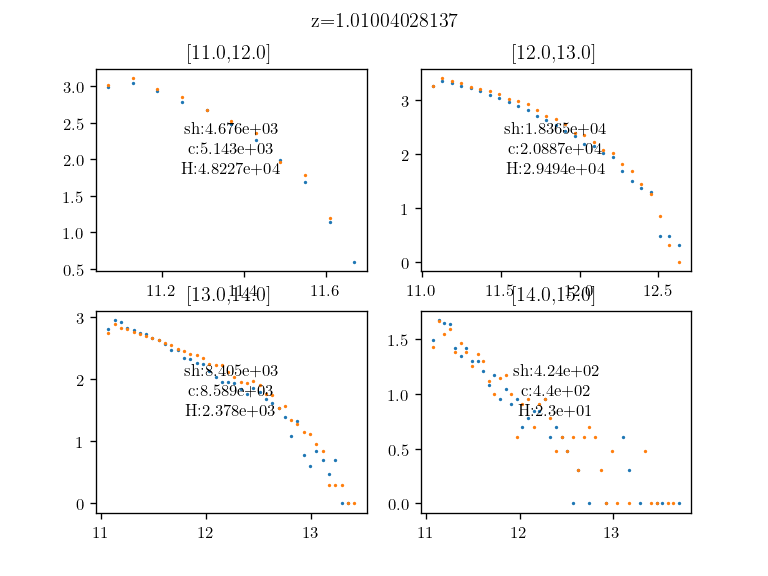 z=1.01004028137
[11.0,12.0]
3.0
2.5
2.0
1.5
1.0
0.5
sh:4.676e+03
c:5.143e+03
H:4.8227e+04
11.2 11.4 11.6
[12.0,13.0]
3
2
1
0
sh:1.8365e+04
c:2.0887e+04
H:2.9494e+04
11.0 11.5 12.0 12.5
[13.0,14.0]
3
2
1
0
sh:8.405e+03
c:8.589e+03
H:2.378e+03
11 12 13
[14.0,15.0]
1.5
1.0
0.5
0.0
sh:4.24e+02
c:4.4e+02
H:2.3e+01
11 12 13